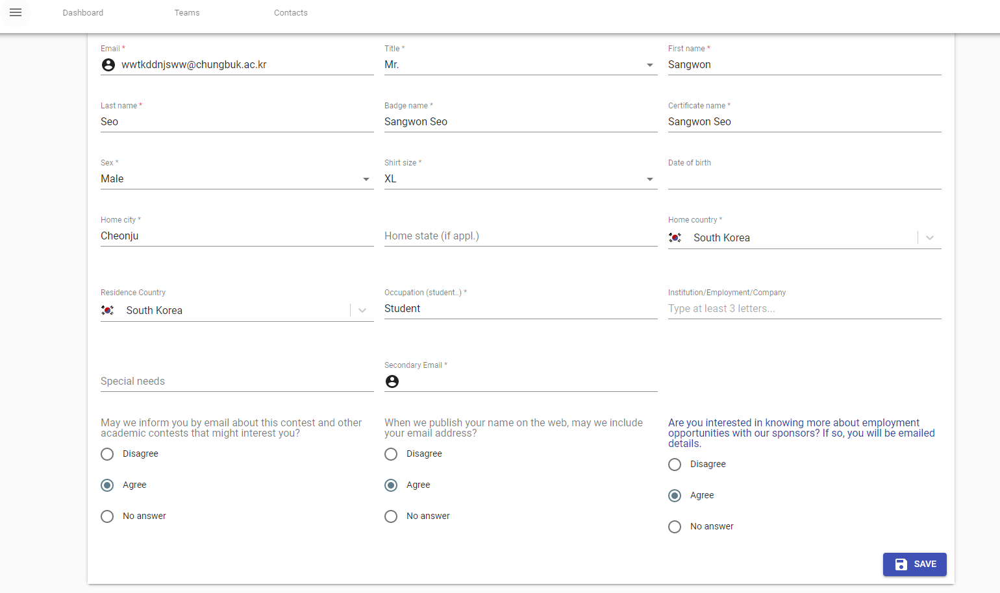 Dashboard
Teams
Contacts
Email *
wwtkddnjsww@chungbuk.ac.kr
Title *
Mr.
First name *
Sangwon
Last name *
Seo
Badge name *
Sangwon Seo
Certificate name *
Sangwon Seo
Sex *
Male
Shirt size *
XL
Date of birth
Home city *
Cheonju
Home state (if appl.)
Home country *
South Korea
Residence Country
South Korea
Occupation (student..) *
Student
Institution/Employment/Company
Type at least 3 letters...
Special needs
Secondary Email *
May we inform you by email about this contest and other
academic contests that might interest you?
Disagree
Agree
No answer
When we publish your name on the web, may we include
your email address?
Disagree
Agree
No answer
Are you interested in knowing more about employment
opportunities with our sponsors? If so, you will be emailed
details.
Disagree
Agree
No answer
SAVE